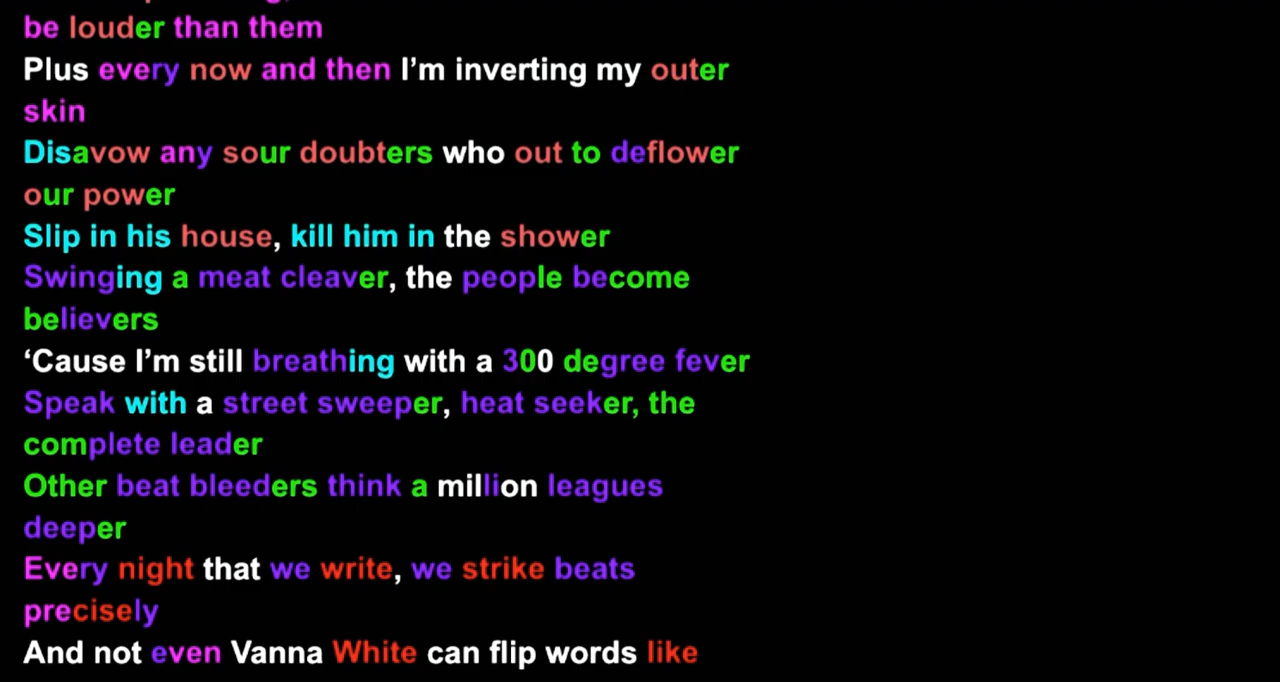 be louder than them
Plus every now and then I’m inverting my outer
skin
Disavow any sour doubters who out to deflower
our power
Slip in his house, kill him in the shower
Swinging a meat cleaver, the people become
believers
‘Cause I’m still breathing with a 300 degree fever
Speak with a street sweeper, heat seeker, the
complete leader
Other beat bleeders think a million leagues
deeper
Every night that we write, we strike beats
precisely
And not even Vanna White can flip words like